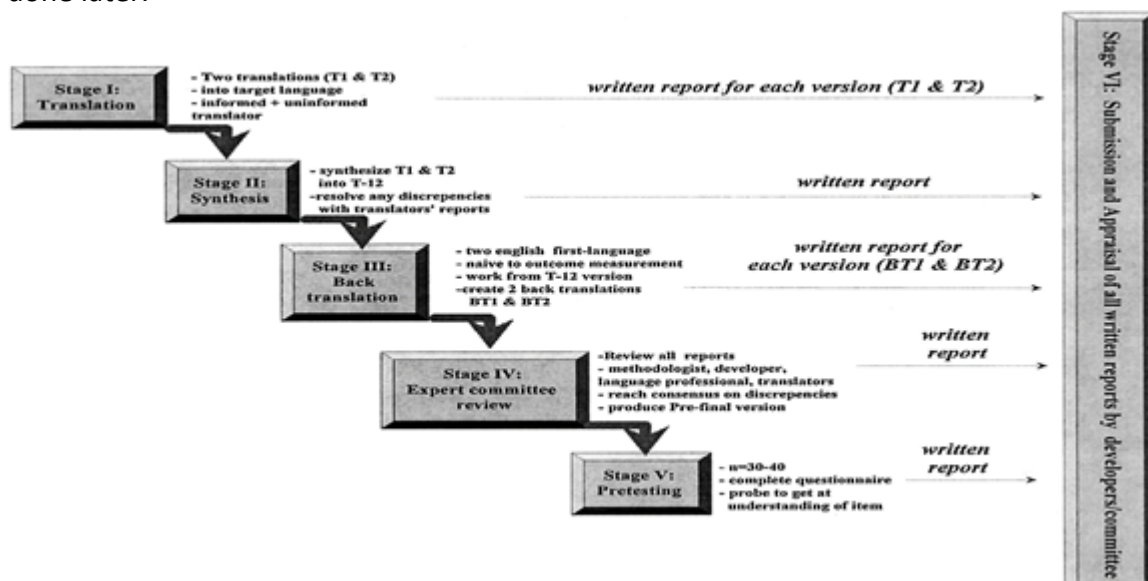 done later.
Stage I:
Translation
- Two translations (T1 & T2)
- into target language
- informed + uninformed
translator
written report for each version (T1 & T2)
Stage II:
Synthesis
- synthesize T1 & T2
into T-12
-resolve any discrepencies
with translators' reports
written report
Stage III:
Back
translation
- two english first-language
- naive to outcome measurement
- work from T-12 version
-create 2 back translations
BT1 & BT2
written report for
each version (BT1 & BT2)
Stage IV:
Expert committee
review
-Review all reports
- methodologist, developer,
language professional, translators
- reach consensus on discrepencies
- produce Pre-final version
written
report
Stage V:
Pretesting
- n=30-40
- complete questionnaire
- probe to get at
understanding of item
written
report
Stage VI: Submission and Appraisal of all written reports by developers/committee